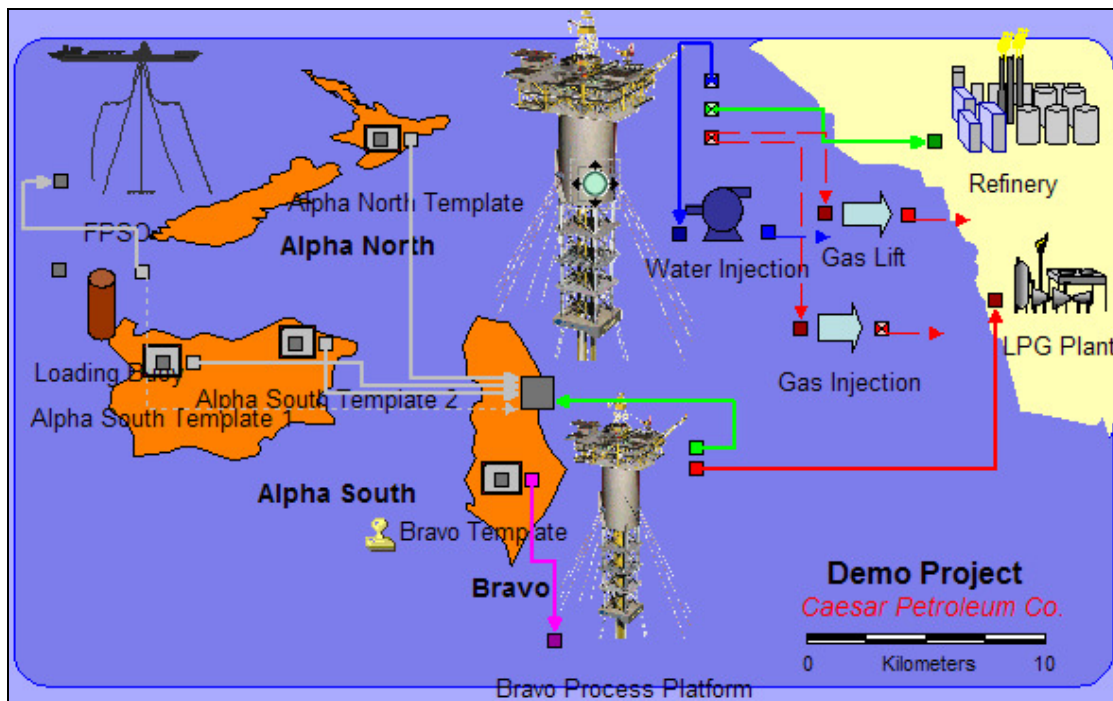 Alpha North Template
Alpha North
FPSO
Refinery
Water Injection
Gas Lift
Gas Injection
LPG Plant
Loading Buoy
Alpha South Template 2
Alpha South Template 1
Alpha South
Bravo Template
Bravo
Demo Project
Caesar Petroleum Co.
0 Kilometers 10
Bravo Process Platform